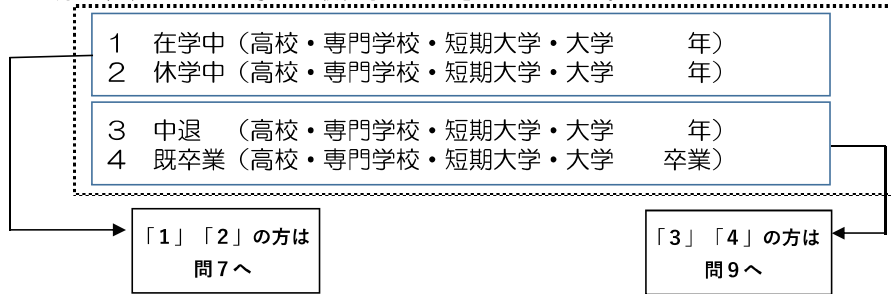 1 在学中（高校・専門学校・短期大学・大学　　　年）
2 休学中（高校・専門学校・短期大学・大学　　　年）
3 中退　（高校・専門学校・短期大学・大学　　　年）
4 既卒業（高校・専門学校・短期大学・大学　　卒業）
「1」「2」の方は
問7へ
「3」「4」の方は
問9へ